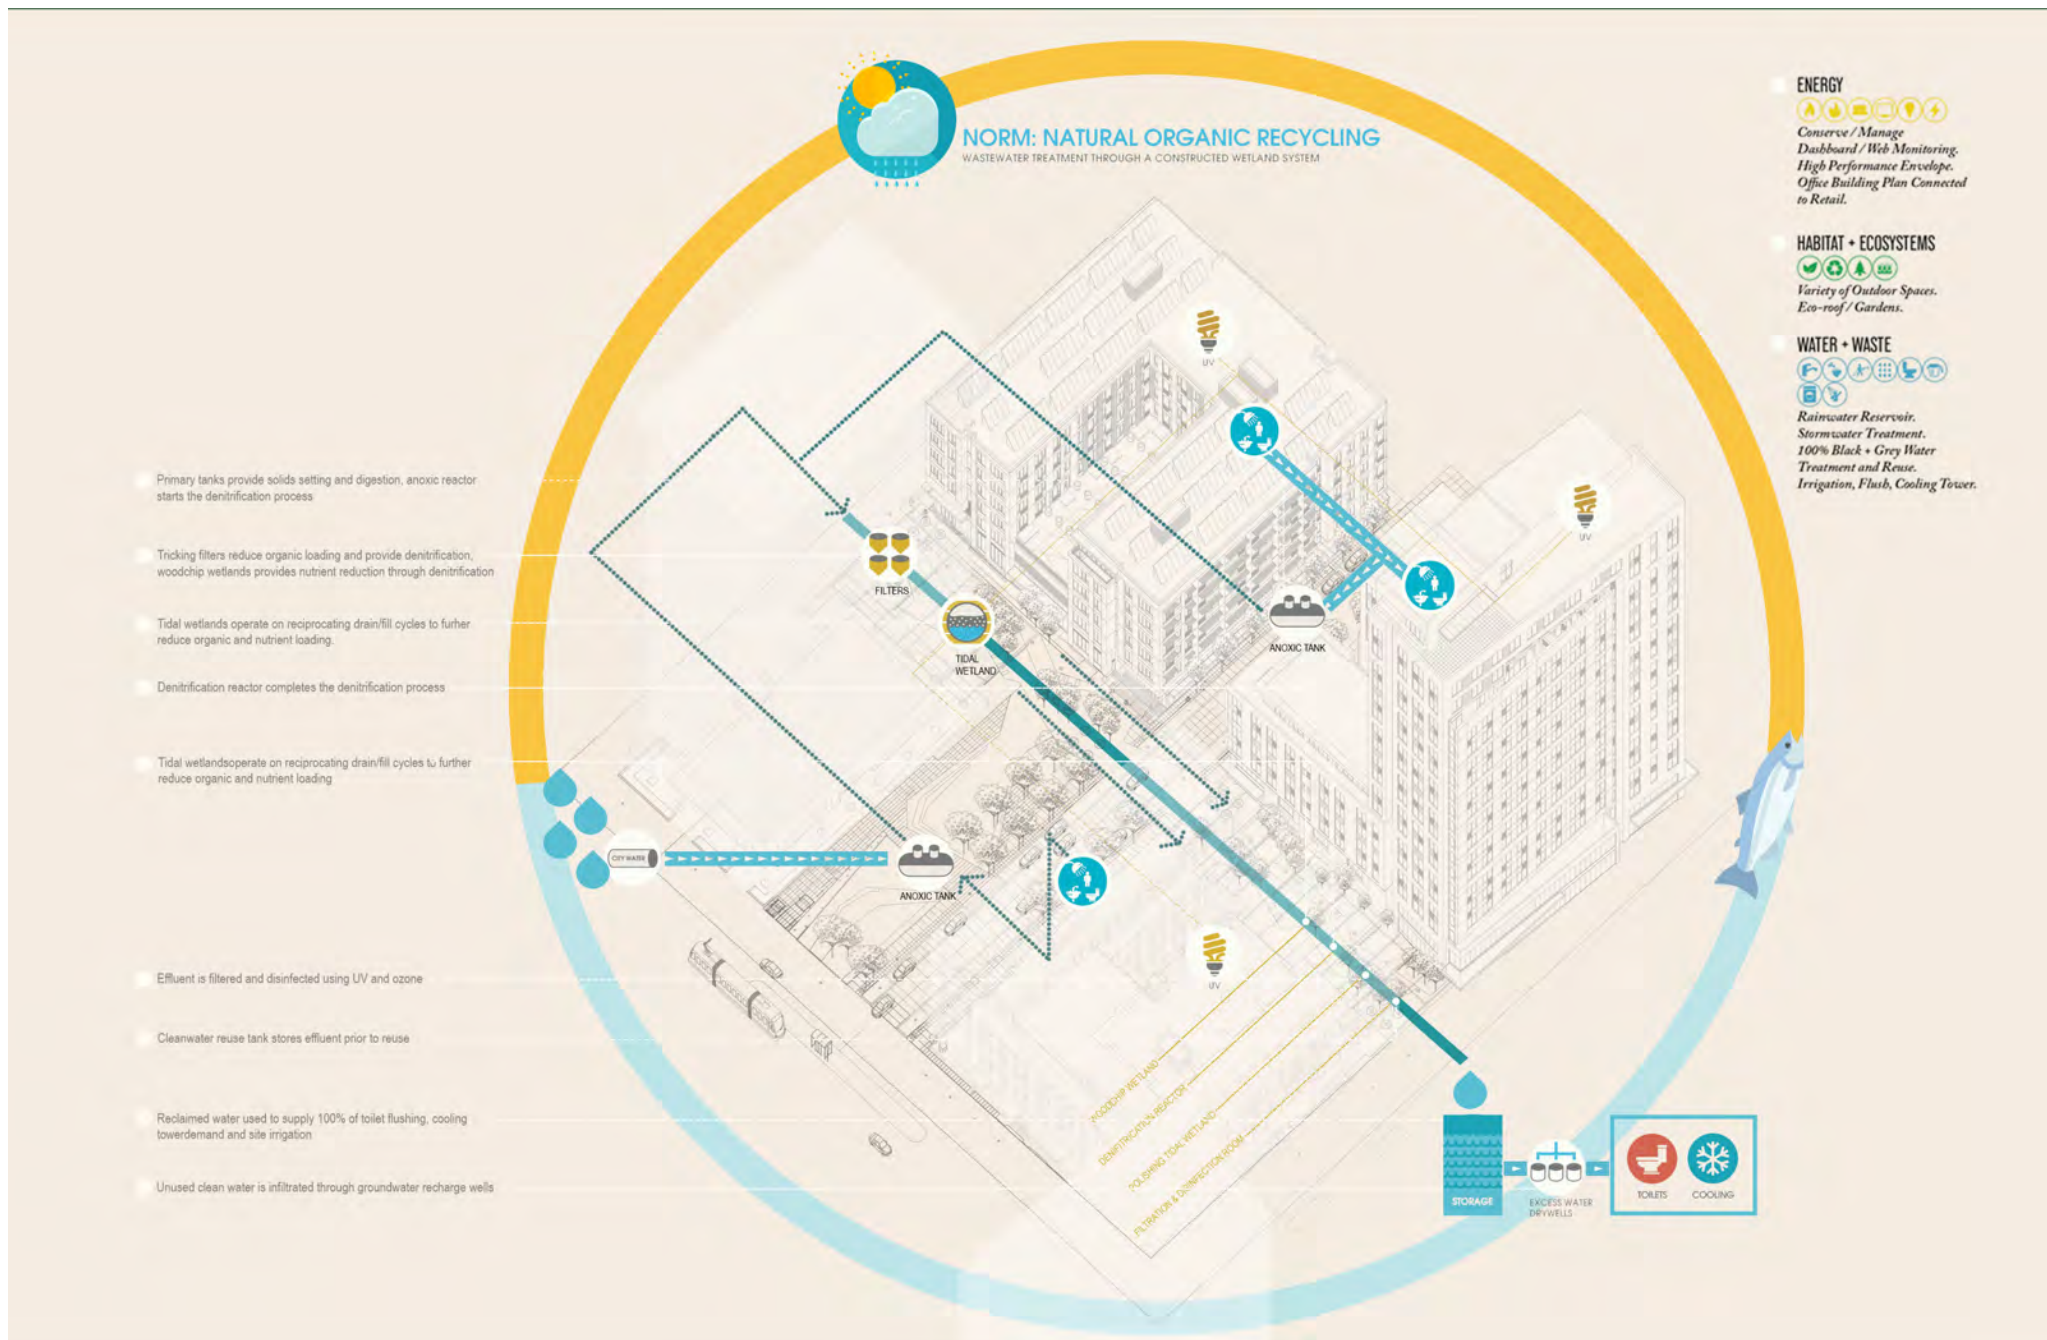 NORM: NATURAL ORGANIC RECYCLING
WASTEWATER TREATMENT THROUGH A CONSTRUCTED WETLAND SYSTEM
ENERGY
Conserve / Manage
Dashboard / Web Monitoring.
High Performance Envelope.
Office Building Plan Connected
to Retail.
HABITAT + ECOSYSTEMS
Variety of Outdoor Spaces.
Eco-roof / Gardens.
WATER + WASTE
Rainwater Reservoir.
Stormwater Treatment.
100% Black + Grey Water
Treatment and Reuse.
Irrigation, Flush, Cooling Tower.
Primary tanks provide solids setting and digestion, anoxic reactor
starts the denitrification process
Tricking filters reduce organic loading and provide denitrification,
woodchip wetlands provides nutrient reduction through denitrification
Tidal wetlands operate on reciprocating drain/fill cycles to furher
reduce organic and nutrient loading.
Denitrification reactor completes the denitrification process
Tidal wetlandsoperate on reciprocating drain/fill cycles to further
reduce organic and nutrient loading
Effluent is filtered and disinfected using UV and ozone
Cleanwater reuse tank stores effluent prior to reuse
Reclaimed water used to supply 100% of toilet flushing, cooling
towerdemand and site irrigation
Unused clean water is infiltrated through groundwater recharge wells
UV
UV
FILTERS
TIDAL
WETLAND
ANOXIC TANK
CITY WATER
ANOXIC TANK
UV
WOODCHIP WETLAND
DENIFITRICATION REACTOR
POLISHING TIDAL WETLAND
FILTRATION & DISINFECTION ROOM
STORAGE
EXCESS WATER
DRYWELLS
TOILETS
COOLING